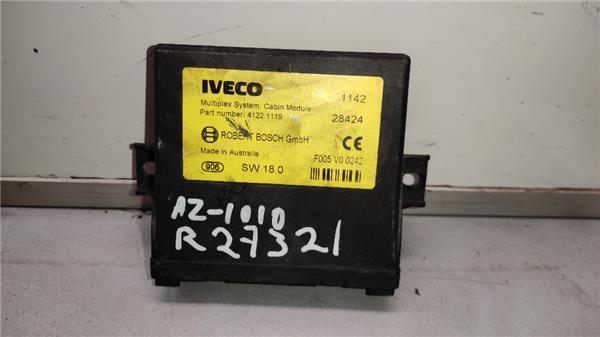 IVECO
1142
Multiplex System: Cabin Module
Part number: 4122 1119
28424
BOSCH
ROBERT BOSCH GmbH
CE
Made in Australia
F005 V0 0242
906
SW 18.0
AZ-1010
R27321